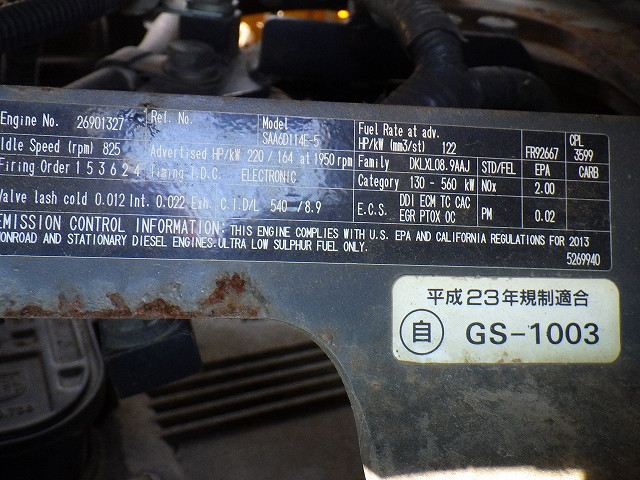 Engine No. 26901327 Ref. No. Model SAA6D114E-5 Fuel Rate at adv. HP/kW (mm3/st) 122 FR92667 CPL 3599
Idle Speed (rpm) 825 Advertised HP/kW 220 / 164 at 1950 rpm Family DKLXL08.9AAJ STD/FEL EPA CARB
Firing Order 1 5 3 6 2 4 Timing T.D.C. ELECTRONIC Category 130 - 560 kW NOx 2.00
Valve lash cold 0.012 Int. 0.022 Exh. C.I.D/L 540 / 8.9 E.C.S. DDI ECM TC CAC EGR PTOX OC PM 0.02
EMISSION CONTROL INFORMATION: THIS ENGINE COMPLIES WITH U.S. EPA AND CALIFORNIA REGULATIONS FOR 2013
NONROAD AND STATIONARY DIESEL ENGINES. ULTRA LOW SULPHUR FUEL ONLY.
5269940
平成23年規制適合
自 GS-1003